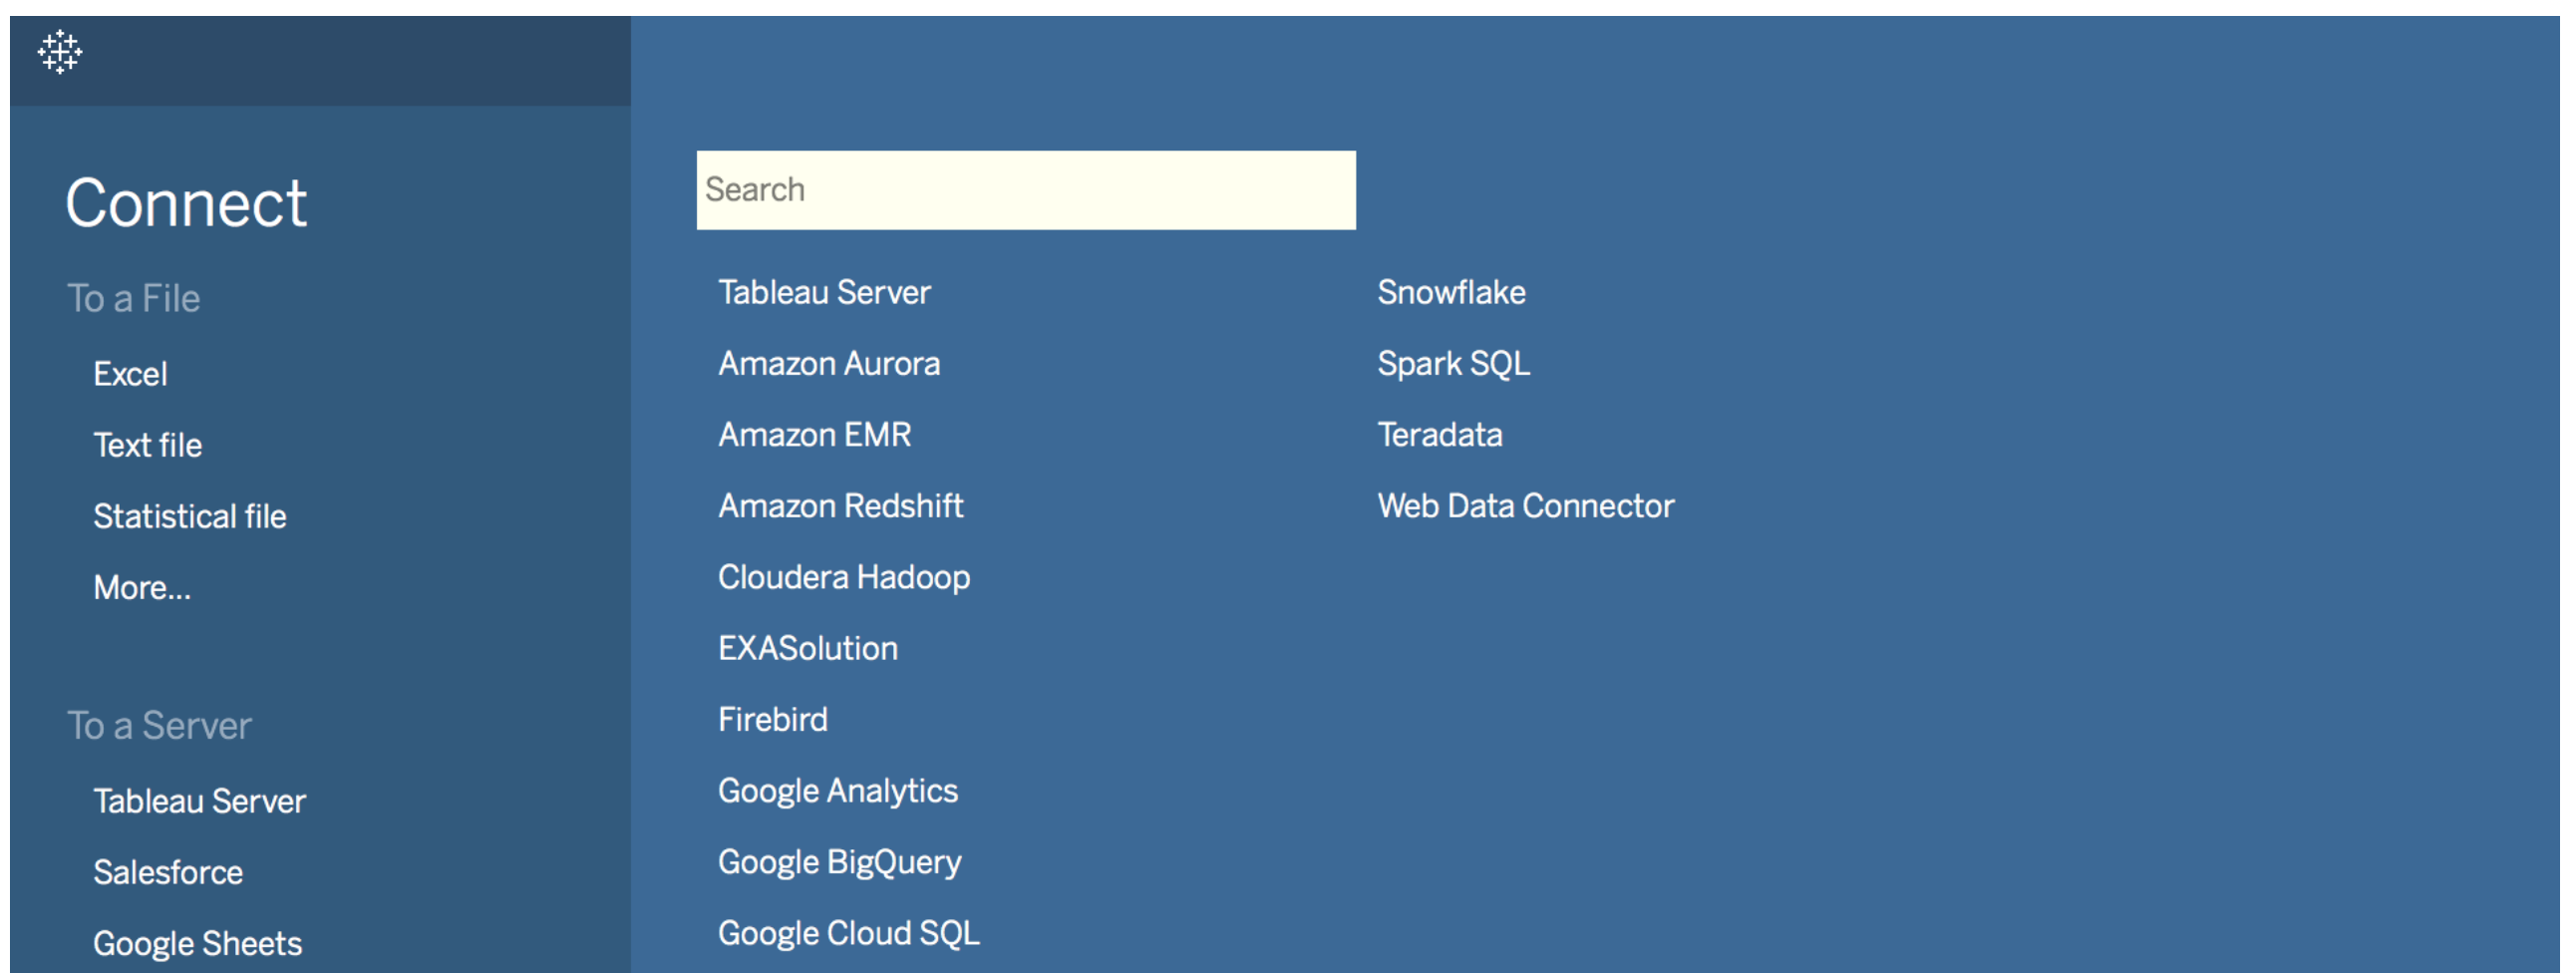 Connect
To a File
Excel
Text file
Statistical file
More...
To a Server
Tableau Server
Salesforce
Google Sheets
Search
Tableau Server
Amazon Aurora
Amazon EMR
Amazon Redshift
Cloudera Hadoop
EXASolution
Firebird
Google Analytics
Google BigQuery
Google Cloud SQL
Snowflake
Spark SQL
Teradata
Web Data Connector